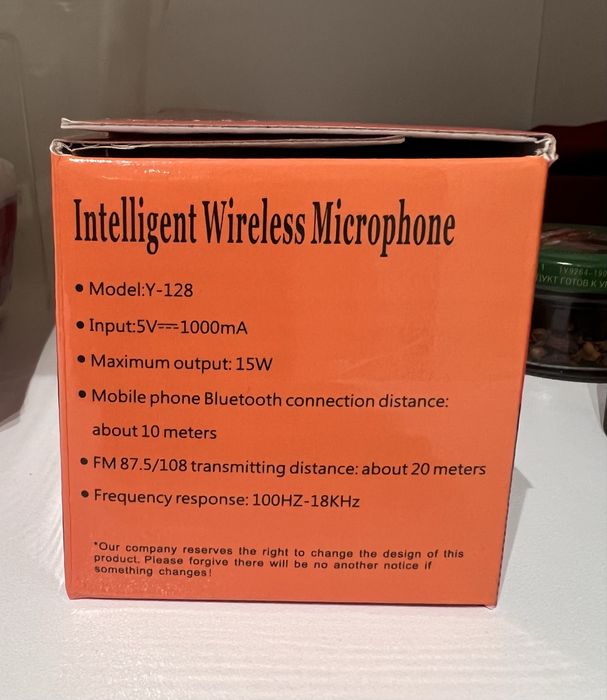 Intelligent Wireless Microphone
• Model:Y-128
• Input:5V⎓1000mA
• Maximum output: 15W
• Mobile phone Bluetooth connection distance:
about 10 meters
• FM 87.5/108 transmitting distance: about 20 meters
• Frequency response: 100HZ-18KHz
*Our company reserves the right to change the design of this
product. Please forgive there will be no another notice if
something changes!
ГОТОВ К